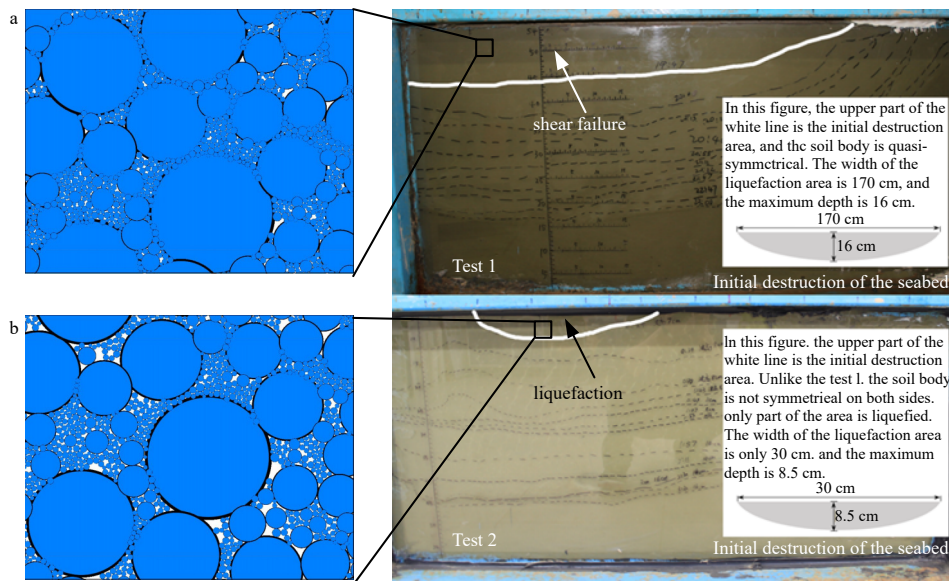 a
shear failure
In this figure, the upper part of the
white line is the initial destruction
area, and thc soil body is quasi-
symmctrical. The width of the
liquefaction area is 170 cm, and
the maximum depth is 16 cm.
170 cm
16 cm
Test 1
Initial destruction of the seabed
b
liquefaction
In this figure. the upper part of the
white line is the initial destruction
area. Unlike the test l. the soil body
is not symmetrieal on both sides.
only part of the area is liquefied.
The width of the liquefaction area
is only 30 cm. and the maximum
depth is 8.5 cm.
30 cm
8.5 cm
Test 2
Initial destruction of the seabed